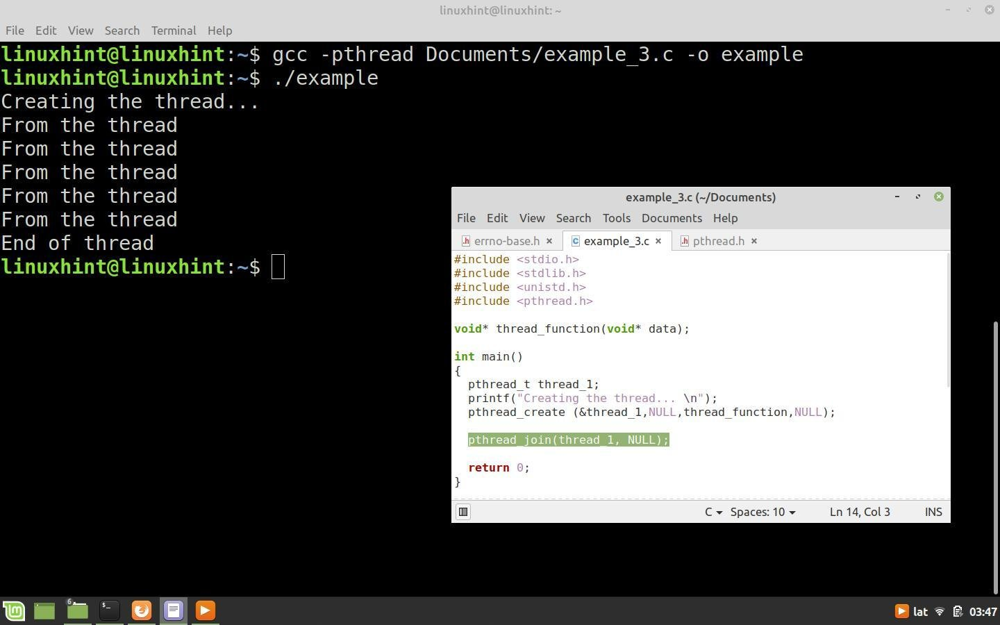 linuxhint@linuxhint: ~
File Edit View Search Terminal Help
linuxhint@linuxhint:~$ gcc -pthread Documents/example_3.c -o example
linuxhint@linuxhint:~$ ./example
Creating the thread...
From the thread
From the thread
From the thread
From the thread
From the thread
End of thread
linuxhint@linuxhint:~$
example_3.c (~/Documents)
File Edit View Search Tools Documents Help
errno-base.h example_3.c pthread.h
#include <stdio.h>
#include <stdlib.h>
#include <unistd.h>
#include <pthread.h>
void* thread_function(void* data);
int main()
{
pthread_t thread_1;
printf("Creating the thread... \n");
pthread_create (&thread_1,NULL,thread_function,NULL);
pthread_join(thread_1, NULL);
return 0;
}
C Spaces: 10 Ln 14, Col 3 INS
6
lat 03:47